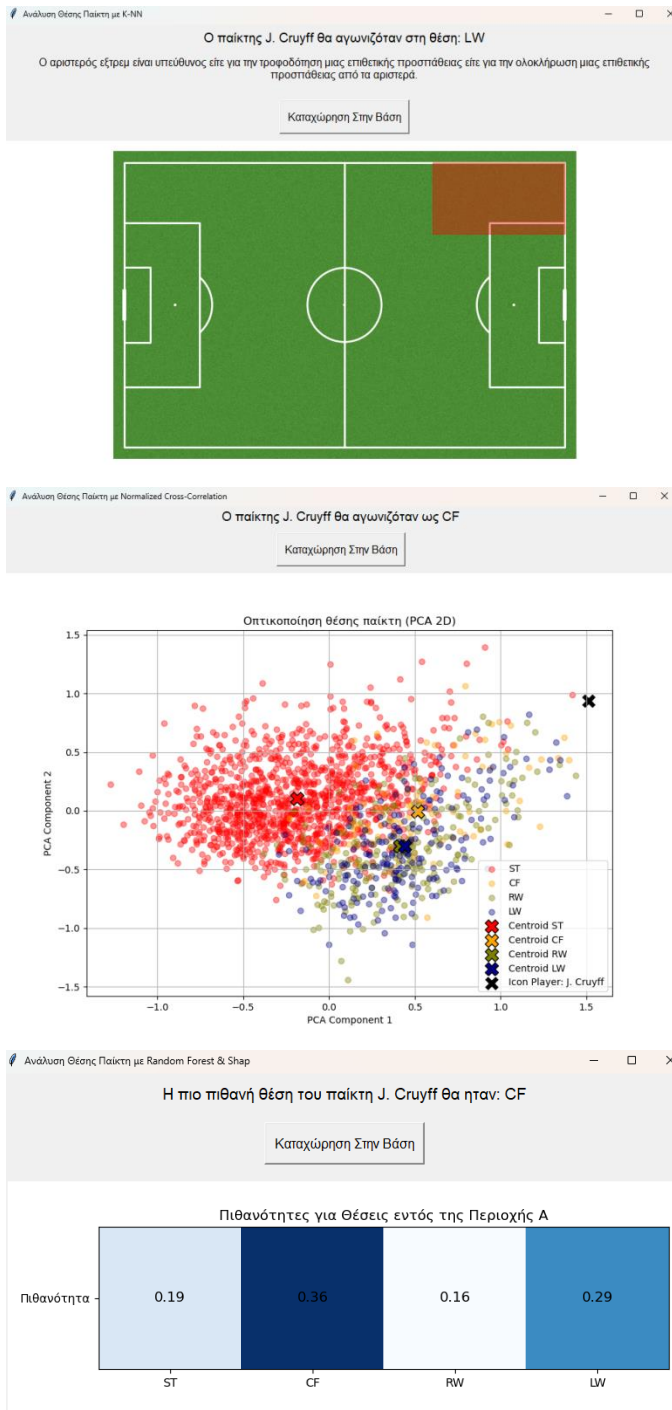 Ανάλυση Θέσης Παίκτη με K-NN
Ο παίκτης J. Cruyff θα αγωνιζόταν στη θέση: LW
Ο αριστερός εξτρεμ είναι υπεύθυνος είτε για την τροφοδότηση μιας επιθετικής προσπάθειας είτε για την ολοκλήρωση μιας επιθετικής
προσπάθειας από τα αριστερά.
Καταχώρηση Στην Βάση
Ανάλυση Θέσης Παίκτη με Normalized Cross-Correlation
Ο παίκτης J. Cruyff θα αγωνιζόταν ως CF
Καταχώρηση Στην Βάση
Οπτικοποίηση θέσης παίκτη (PCA 2D)
1.5
1.0
0.5
0.0
−0.5
−1.0
−1.5
PCA Component 2
ST
CF
RW
LW
Centroid ST
Centroid CF
Centroid RW
Centroid LW
Icon Player: J. Cruyff
−1.0 −0.5 0.0 0.5 1.0 1.5
PCA Component 1
Ανάλυση Θέσης Παίκτη με Random Forest & Shap
Η πιο πιθανή θέση του παίκτη J. Cruyff θα ηταν: CF
Καταχώρηση Στην Βάση
Πιθανότητες για Θέσεις εντός της Περιοχής Α
Πιθανότητα 0.19 0.36 0.16 0.29
ST CF RW LW